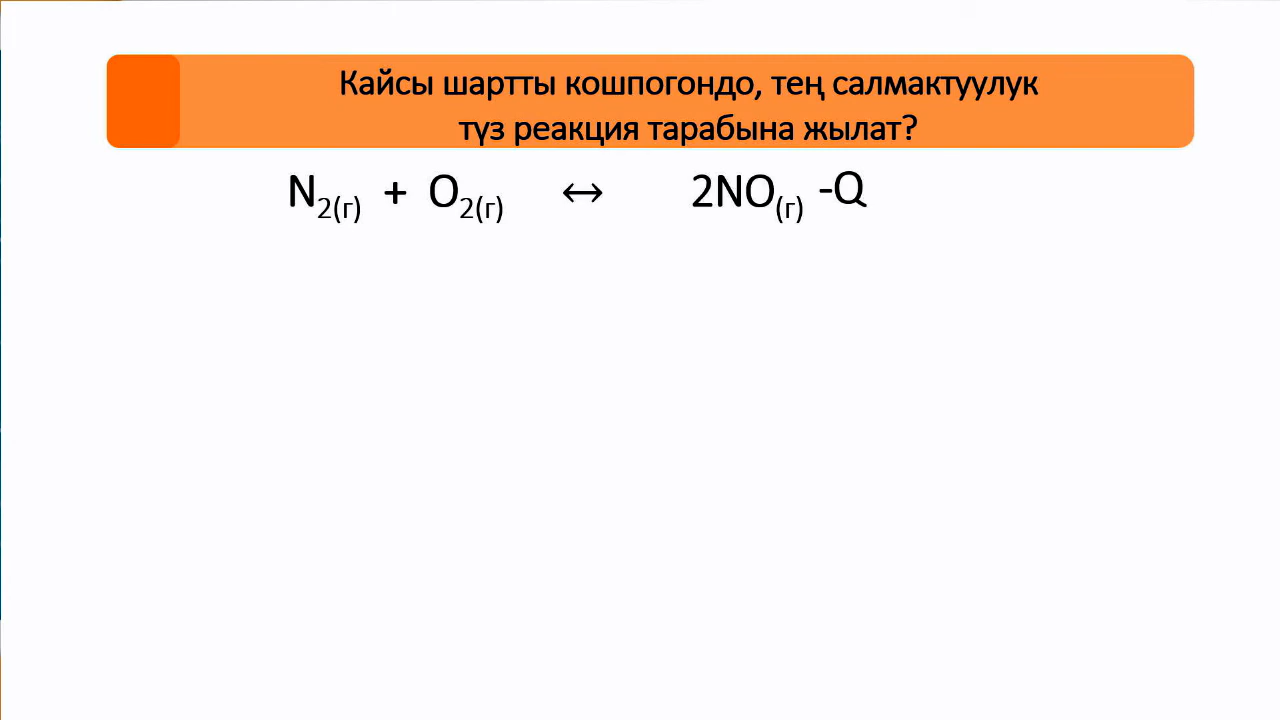 Кайсы шартты кошпогондо, тең салмактуулук
түз реакция тарабына жылат?
N2(г) + O2(г) ↔ 2NO(г) -Q